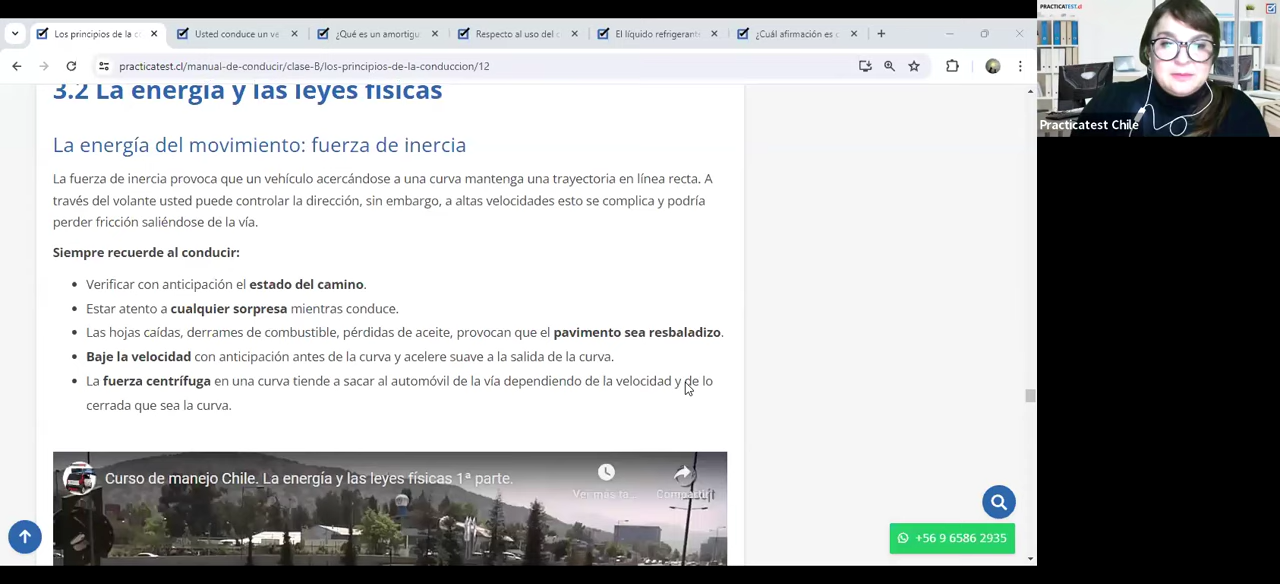 Los principios de la c
Usted conduce un ve
¿Qué es un amortigu
Respecto al uso del c
El líquido refrigerant
¿Cuál afirmación es c
practicatest.cl/manual-de-conducir/clase-B/los-principios-de-la-conduccion/12
PRACTICATEST.cl
Practicatest Chile
3.2 La energía y las leyes físicas
La energía del movimiento: fuerza de inercia
La fuerza de inercia provoca que un vehículo acercándose a una curva mantenga una trayectoria en línea recta. A
través del volante usted puede controlar la dirección, sin embargo, a altas velocidades esto se complica y podría
perder fricción saliéndose de la vía.
Siempre recuerde al conducir:
• Verificar con anticipación el estado del camino.
• Estar atento a cualquier sorpresa mientras conduce.
• Las hojas caídas, derrames de combustible, pérdidas de aceite, provocan que el pavimento sea resbaladizo.
• Baje la velocidad con anticipación antes de la curva y acelere suave a la salida de la curva.
• La fuerza centrífuga en una curva tiende a sacar al automóvil de la vía dependiendo de la velocidad y de lo
cerrada que sea la curva.
Curso de manejo Chile. La energía y las leyes físicas 1ª parte.
Ver más ta...
Compartir
+56 9 6586 2935